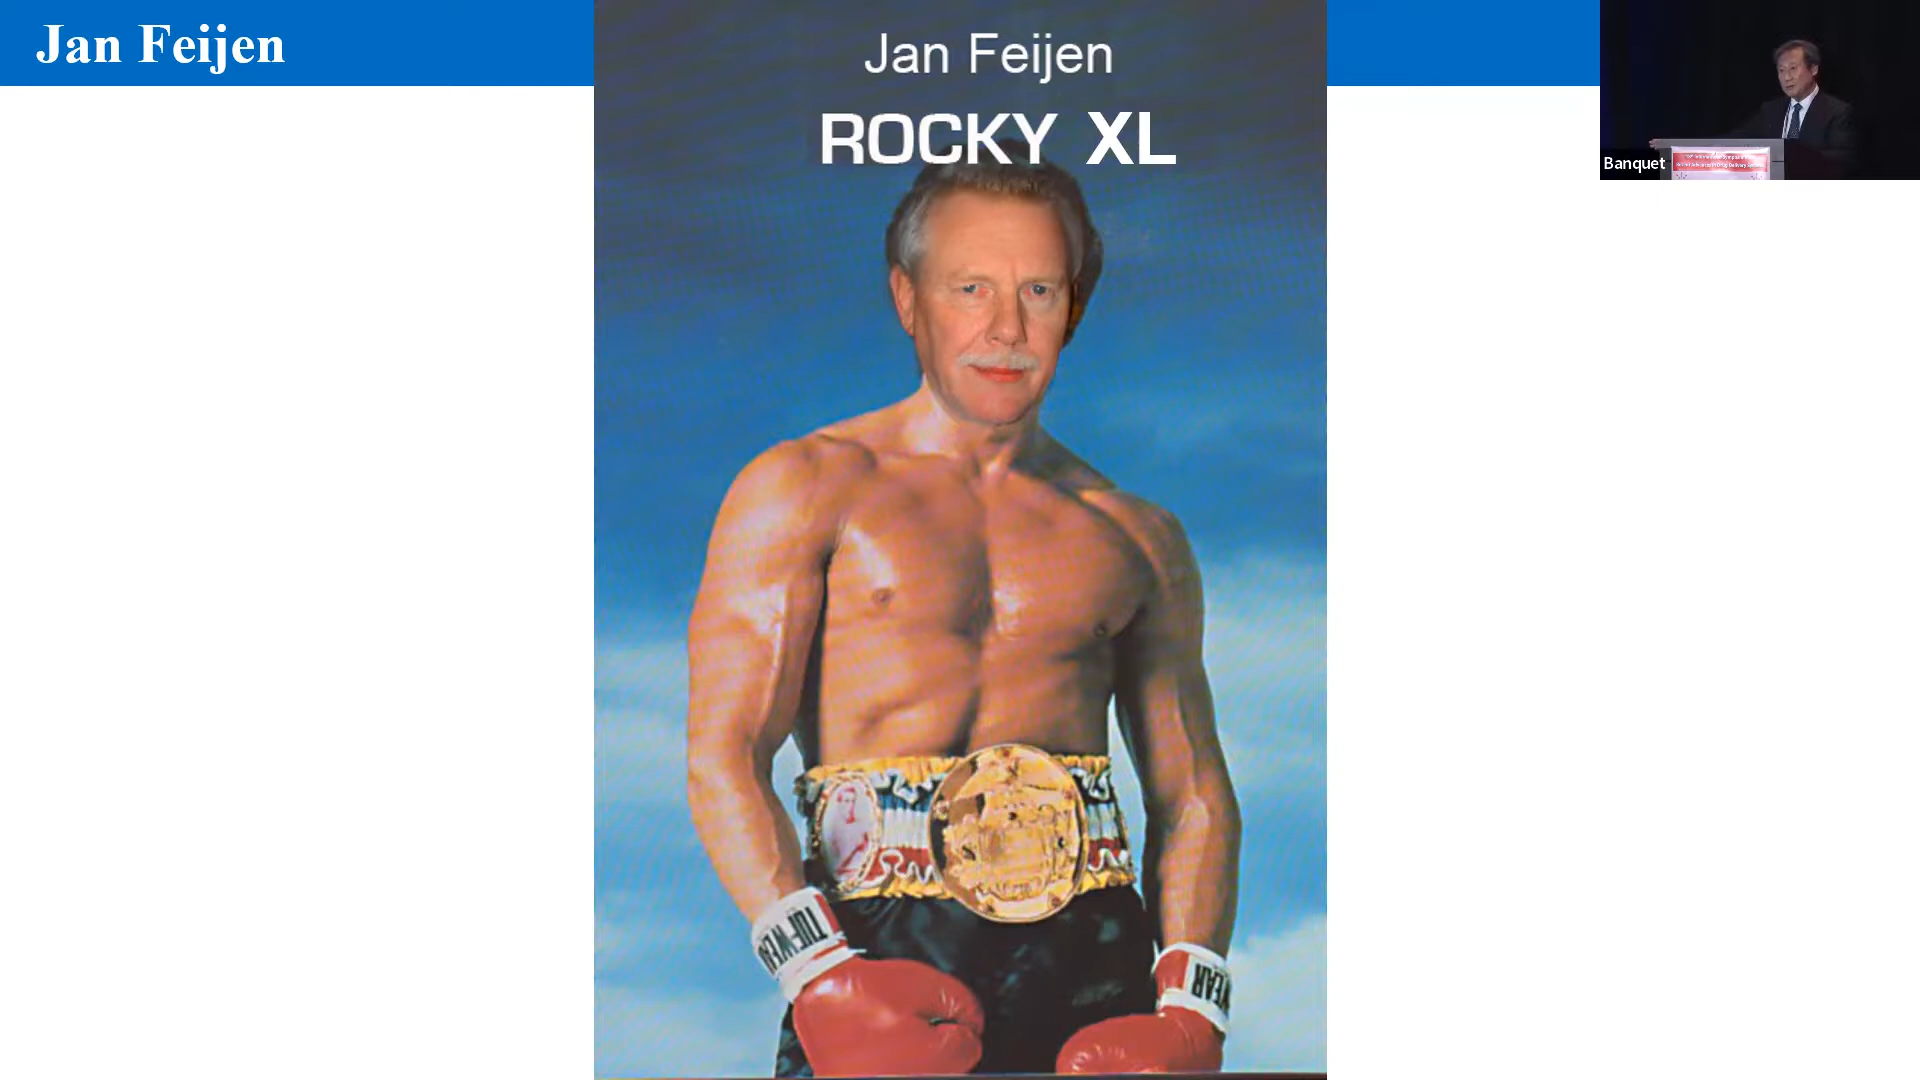 Jan Feijen
Jan Feijen
ROCKY XL
Banquet
TUF-WEAR
WEAR